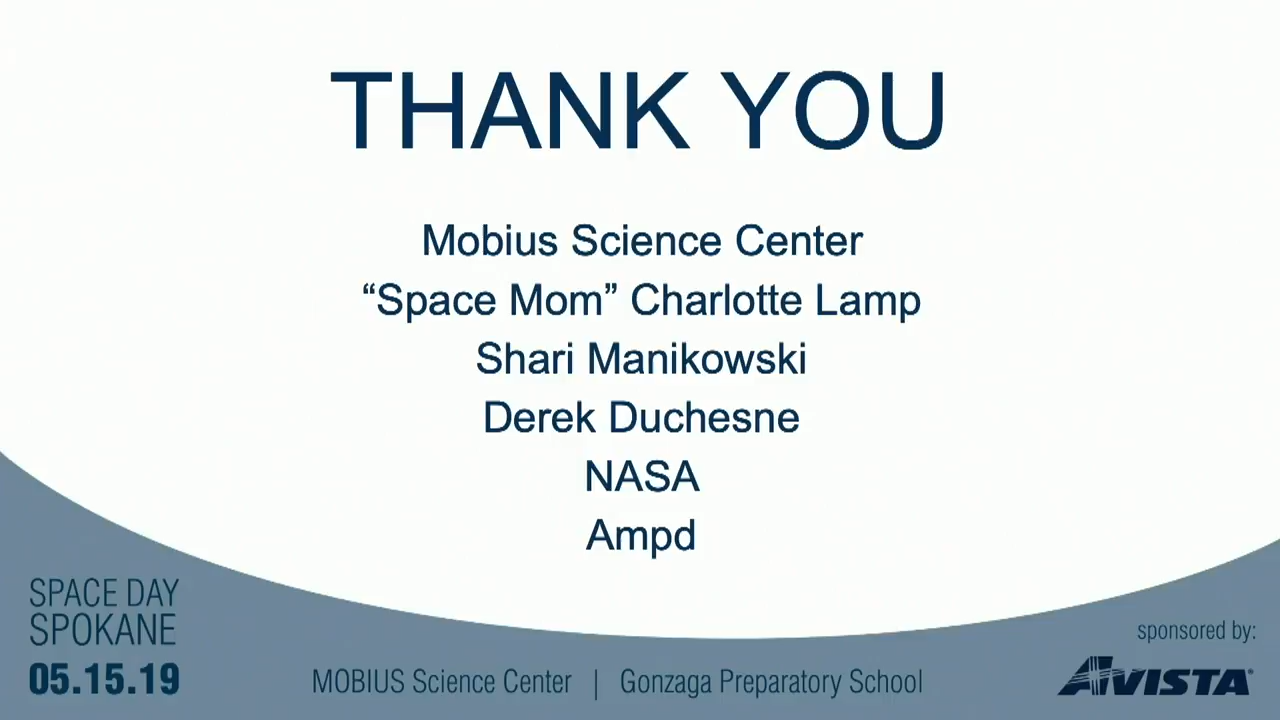 THANK YOU
Mobius Science Center
“Space Mom” Charlotte Lamp
Shari Manikowski
Derek Duchesne
NASA
Ampd
SPACE DAY
SPOKANE
05.15.19
MOBIUS Science Center | Gonzaga Preparatory School
sponsored by:
AVISTA®